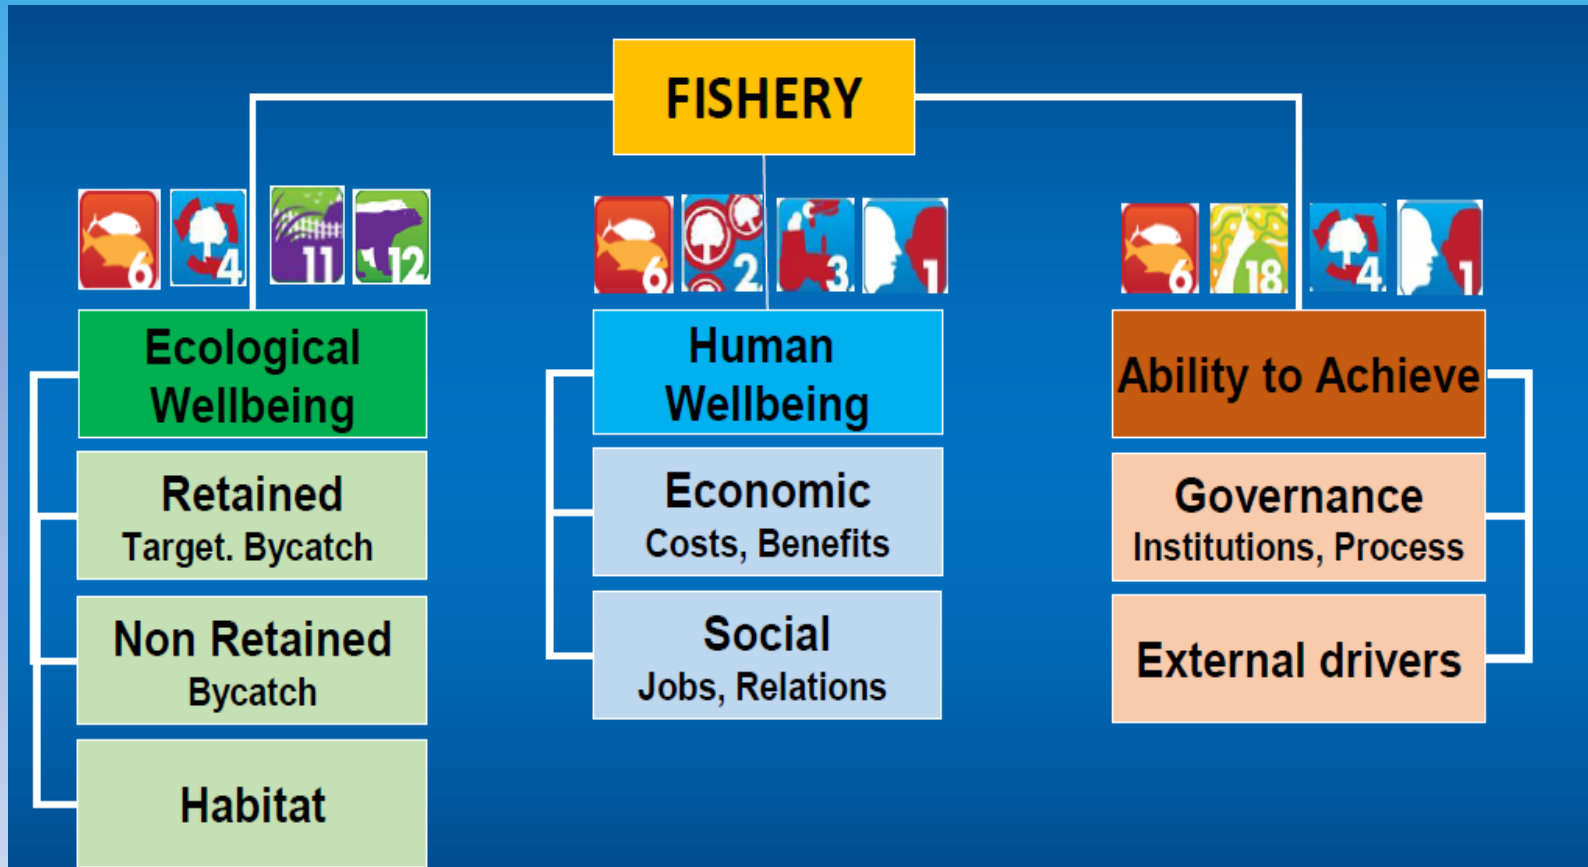 FISHERY
6 4 11 12
6 2 3 1
6 18 4 1
Ecological
Wellbeing
Retained
Target. Bycatch
Non Retained
Bycatch
Habitat
Human
Wellbeing
Economic
Costs, Benefits
Social
Jobs, Relations
Ability to Achieve
Governance
Institutions, Process
External drivers